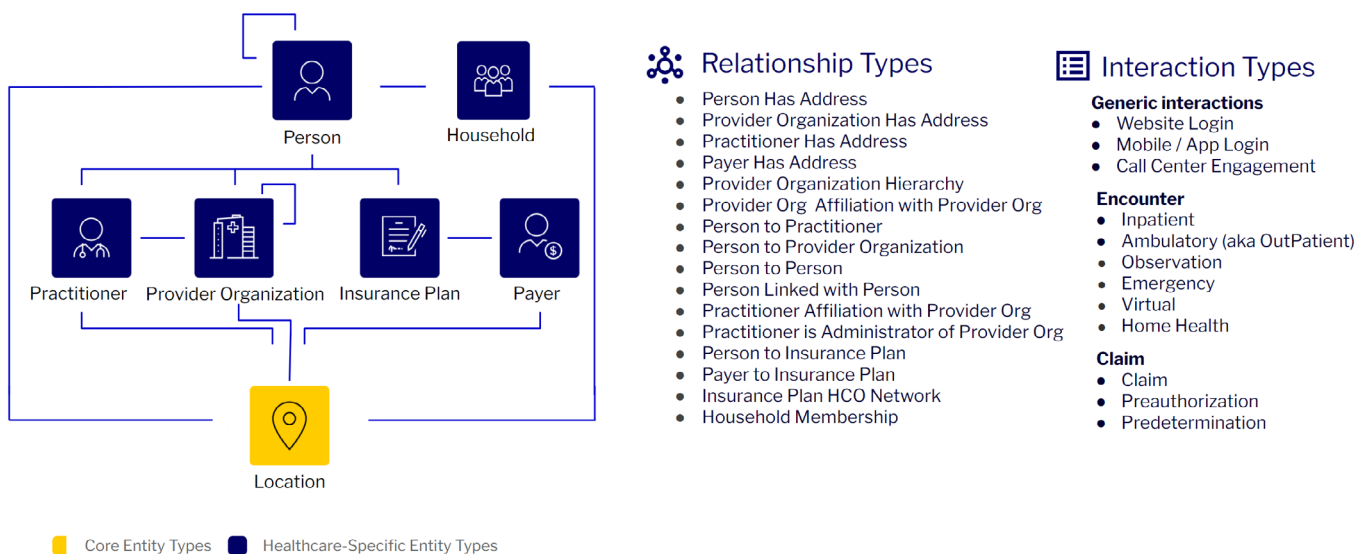 Person
Household
Practitioner
Provider Organization
Insurance Plan
Payer
Location
Core Entity Types
Healthcare-Specific Entity Types
Relationship Types
Person Has Address
Provider Organization Has Address
Practitioner Has Address
Payer Has Address
Provider Organization Hierarchy
Provider Org Affiliation with Provider Org
Person to Practitioner
Person to Provider Organization
Person to Person
Person Linked with Person
Practitioner Affiliation with Provider Org
Practitioner is Administrator of Provider Org
Person to Insurance Plan
Payer to Insurance Plan
Insurance Plan HCO Network
Household Membership
Interaction Types
Generic interactions
Website Login
Mobile / App Login
Call Center Engagement
Encounter
Inpatient
Ambulatory (aka OutPatient)
Observation
Emergency
Virtual
Home Health
Claim
Claim
Preauthorization
Predetermination